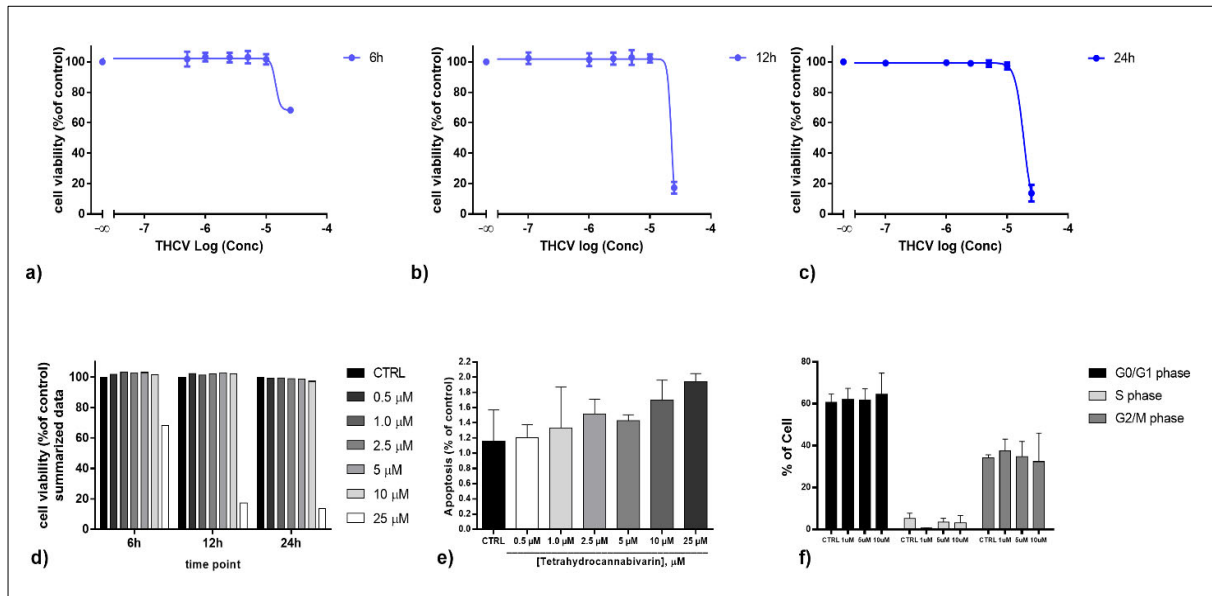 120
100
80
60
40
20
0
cell viability (%of control)
-∞ -7 -6 -5 -4
THCV Log (Conc)
6h
a)
120
100
80
60
40
20
0
cell viability (%of control)
-∞ -7 -6 -5 -4
THCV log (Conc)
12h
b)
120
100
80
60
40
20
0
cell viability (%of control)
-∞ -7 -6 -5 -4
THCV log (Conc)
24h
c)
cell viability (%of control)
summarized data
100
80
60
40
20
0
6h 12h 24h
time point
CTRL
0.5 μM
1.0 μM
2.5 μM
5 μM
10 μM
25 μM
d)
Apoptosis (% of control)
2.2
2.0
1.8
1.6
1.4
1.2
1.0
0.8
0.6
0.4
0.2
0.0
CTRL 0.5 μM 1.0 μM 2.5 μM 5 μM 10 μM 25 μM
[Tetrahydrocannabivarin], μM
e)
% of Cell
80
60
40
20
0
CTRL 1uM 5uM 10uM CTRL 1uM 5uM 10uM CTRL 1uM 5uM 10uM
G0/G1 phase
S phase
G2/M phase
f)